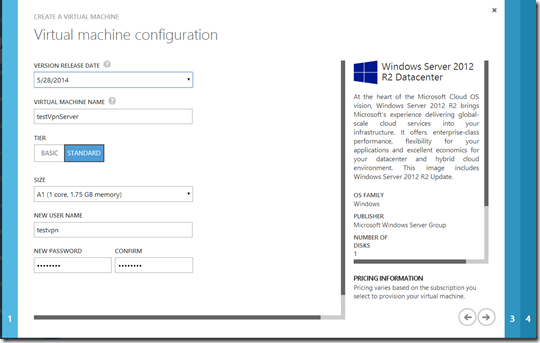 CREATE A VIRTUAL MACHINE
Virtual machine configuration
VERSION RELEASE DATE ?
5/28/2014
VIRTUAL MACHINE NAME ?
testVpnServer
TIER
BASIC STANDARD
SIZE
A1 (1 core, 1.75 GB memory)
NEW USER NAME
testvpn
NEW PASSWORD CONFIRM
•••••••• ••••••••
Windows Server 2012
R2 Datacenter
At the heart of the Microsoft Cloud OS
vision, Windows Server 2012 R2 brings
Microsoft's experience delivering global-
scale cloud services into your
infrastructure. It offers enterprise-class
performance, flexibility for your
applications and excellent economics for
your datacenter and hybrid cloud
environment. This image includes
Windows Server 2012 R2 Update.
OS FAMILY
Windows
PUBLISHER
Microsoft Windows Server Group
NUMBER OF
DISKS
1
PRICING INFORMATION
Pricing varies based on the subscription you
select to provision your virtual machine.
1
3 4